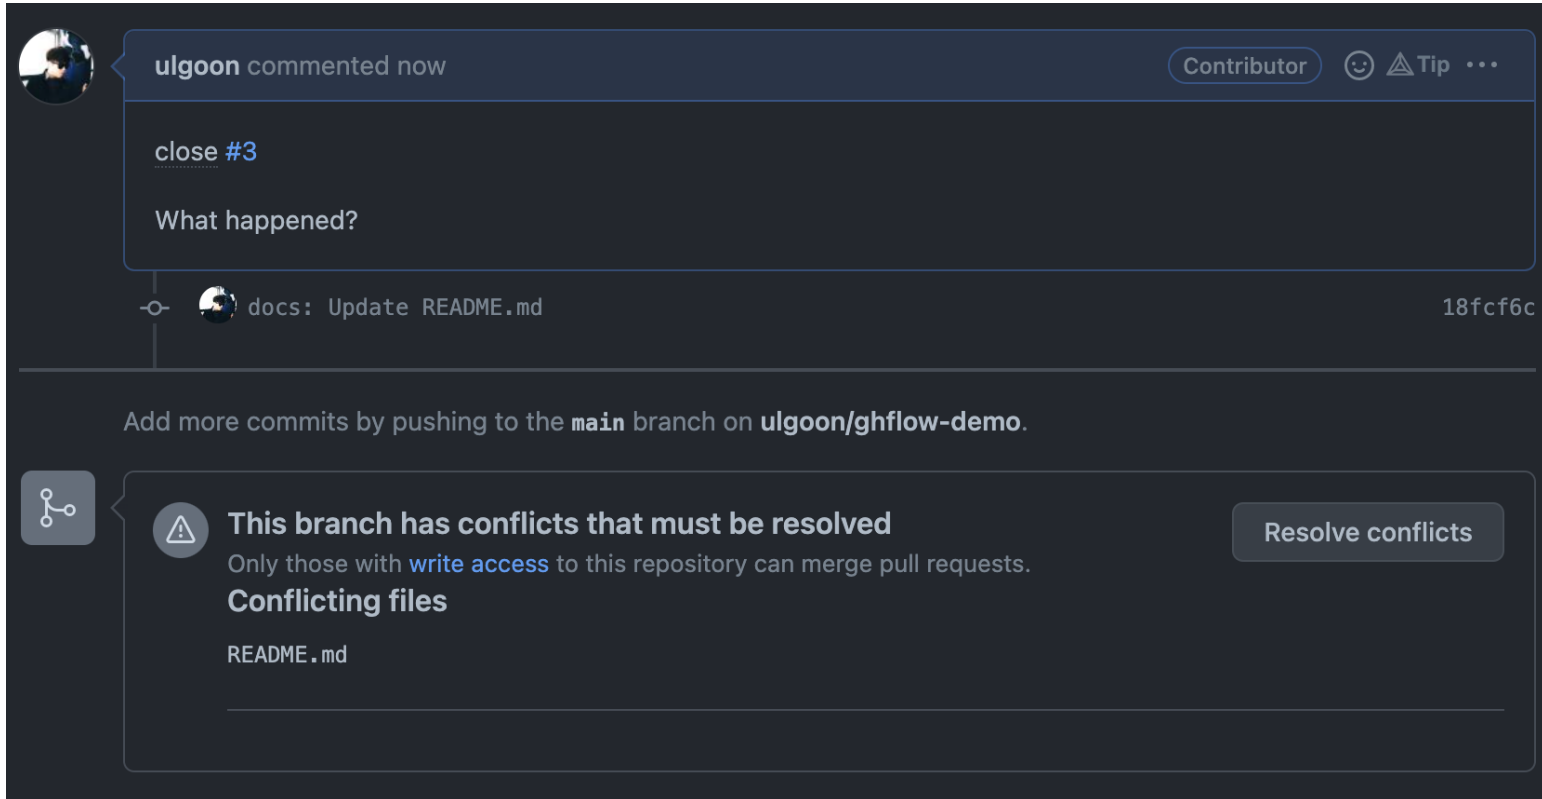 ulgoon commented now Contributor Tip
close #3
What happened?
docs: Update README.md 18fcf6c
Add more commits by pushing to the main branch on ulgoon/ghflow-demo.
This branch has conflicts that must be resolved
Resolve conflicts
Only those with write access to this repository can merge pull requests.
Conflicting files
README.md